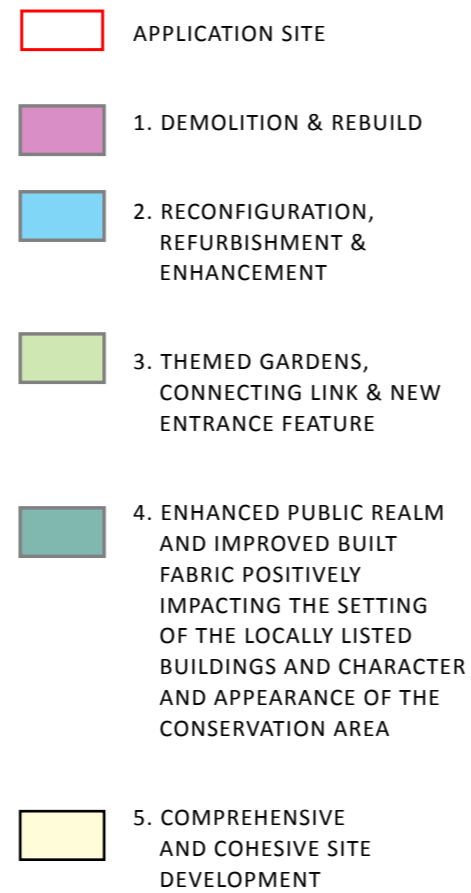 APPLICATION SITE
1. DEMOLITION & REBUILD
2. RECONFIGURATION,
REFURBISHMENT &
ENHANCEMENT
3. THEMED GARDENS,
CONNECTING LINK & NEW
ENTRANCE FEATURE
4. ENHANCED PUBLIC REALM
AND IMPROVED BUILT
FABRIC POSITIVELY
IMPACTING THE SETTING
OF THE LOCALLY LISTED
BUILDINGS AND CHARACTER
AND APPEARANCE OF THE
CONSERVATION AREA
5. COMPREHENSIVE
AND COHESIVE SITE
DEVELOPMENT